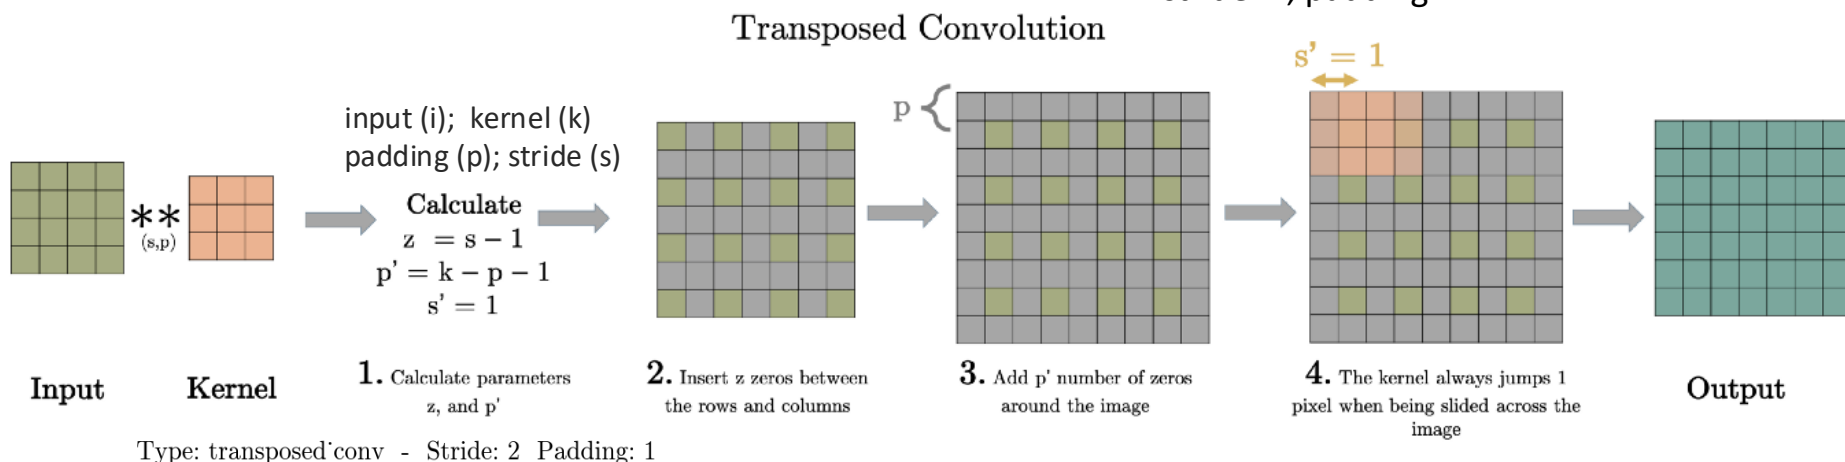 Transposed Convolution
s' = 1
p
input (i); kernel (k)
padding (p); stride (s)
**
(s,p)
Calculate
z = s − 1
p' = k − p − 1
s' = 1
Input
Kernel
1. Calculate parameters
z, and p'
2. Insert z zeros between
the rows and columns
3. Add p' number of zeros
around the image
4. The kernel always jumps 1
pixel when being slided across the
image
Output
Type: transposed conv - Stride: 2 Padding: 1